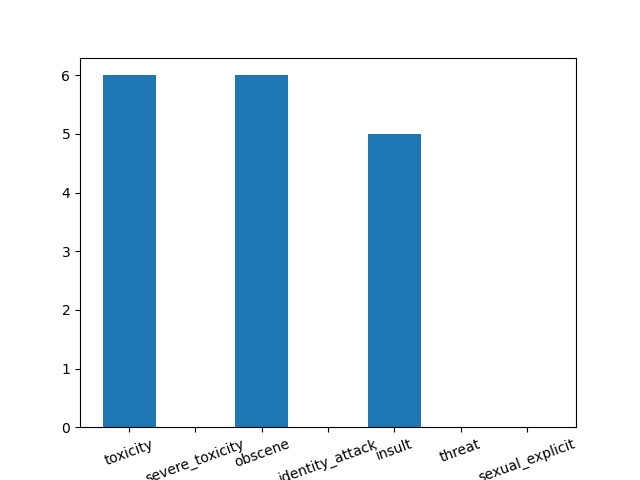 6
5
4
3
2
1
0
toxicity
severe_toxicity
obscene
identity_attack
insult
threat
sexual_explicit